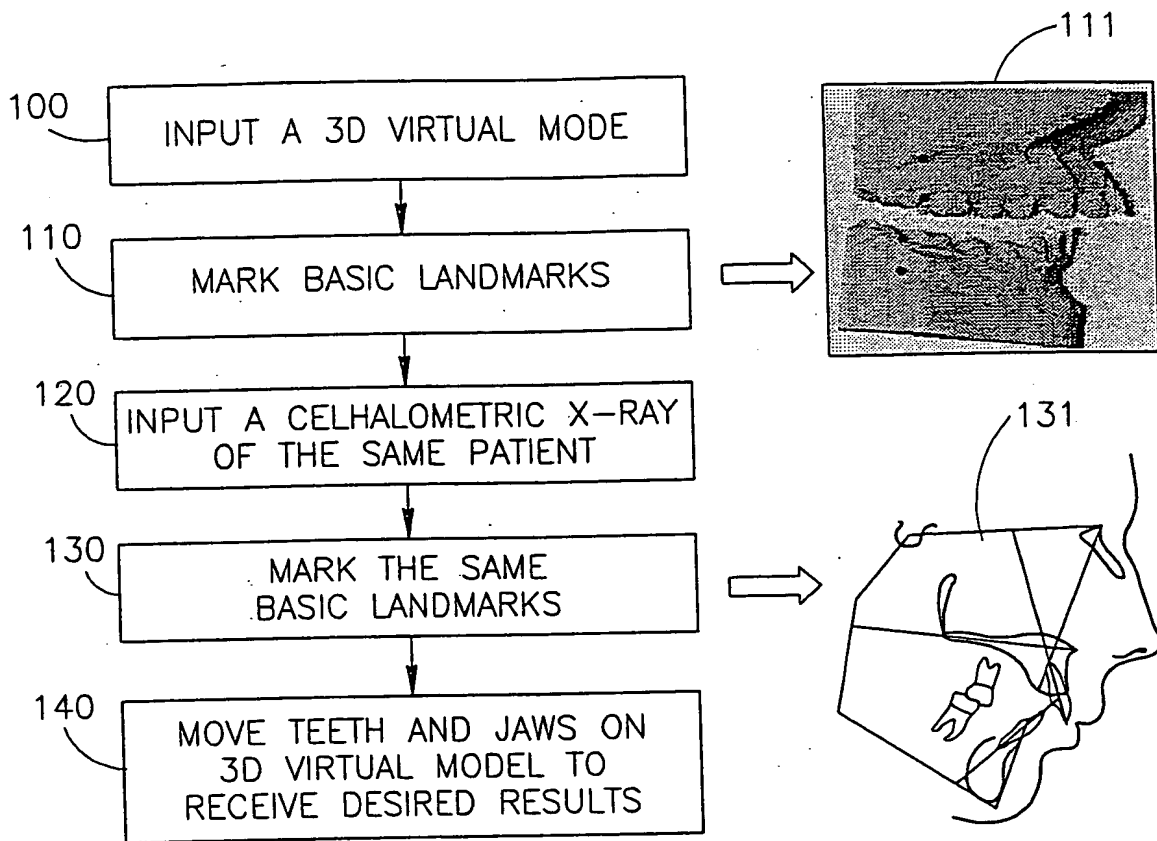 111
100
INPUT A 3D VIRTUAL MODE
110
MARK BASIC LANDMARKS
120
INPUT A CELHALOMETRIC X-RAY
OF THE SAME PATIENT
131
130
MARK THE SAME
BASIC LANDMARKS
140
MOVE TEETH AND JAWS ON
3D VIRTUAL MODEL TO
RECEIVE DESIRED RESULTS